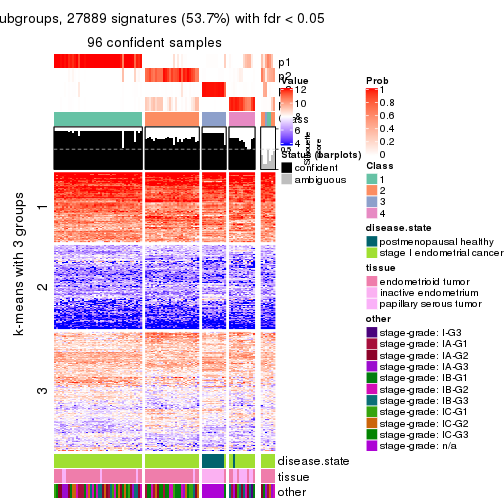 ubgroups, 27889 signatures (53.7%) with fdr < 0.05
96 confident samples
p1
p2
k-means with 3 groups
1
2
3
Value
12
10
8
6
4
Status (barplots)
confident
ambiguous
Silhouette score
Prob
1
0.8
0.6
0.4
0.2
0
Class
1
2
3
4
disease.state
postmenopausal healthy
stage I endometrial cancer
tissue
endometrioid tumor
inactive endometrium
papillary serous tumor
other
stage-grade: I-G3
stage-grade: IA-G1
stage-grade: IA-G2
stage-grade: IA-G3
stage-grade: IB-G1
stage-grade: IB-G2
stage-grade: IB-G3
stage-grade: IC-G1
stage-grade: IC-G2
stage-grade: IC-G3
stage-grade: n/a
disease.state
tissue
other